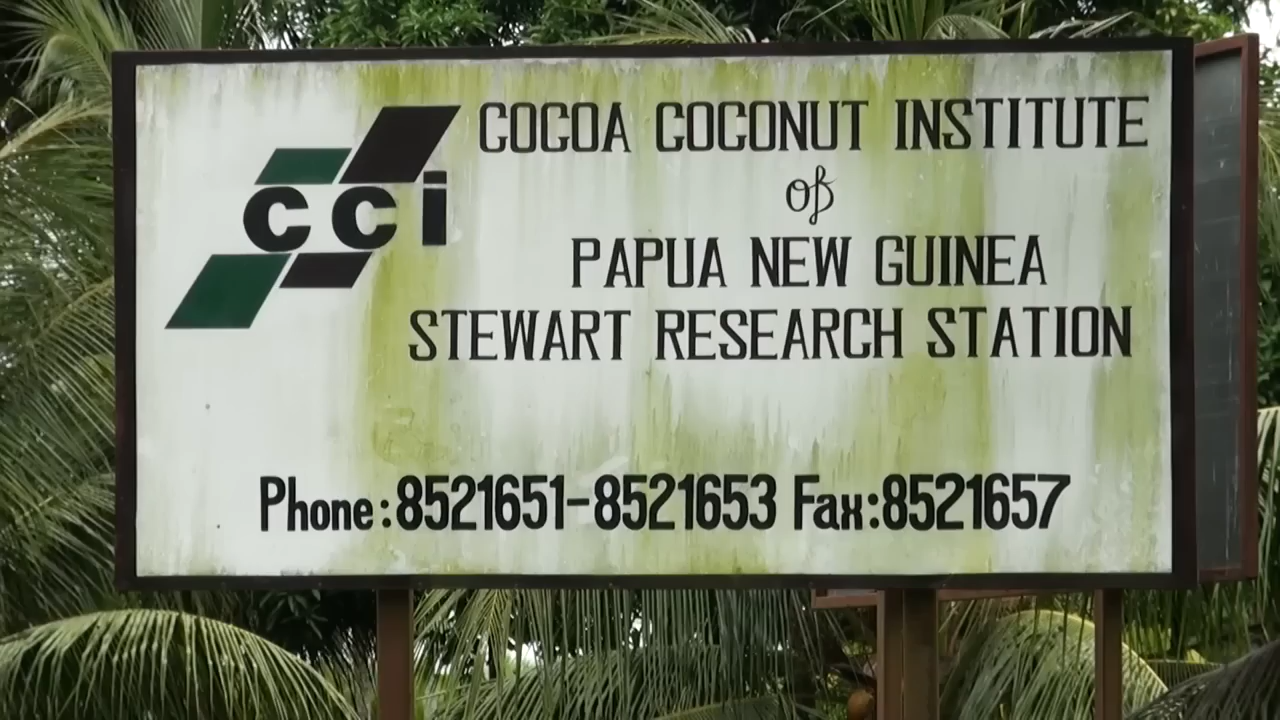 cci
COCOA COCONUT INSTITUTE
of
PAPUA NEW GUINEA
STEWART RESEARCH STATION
Phone:8521651-8521653 Fax:8521657